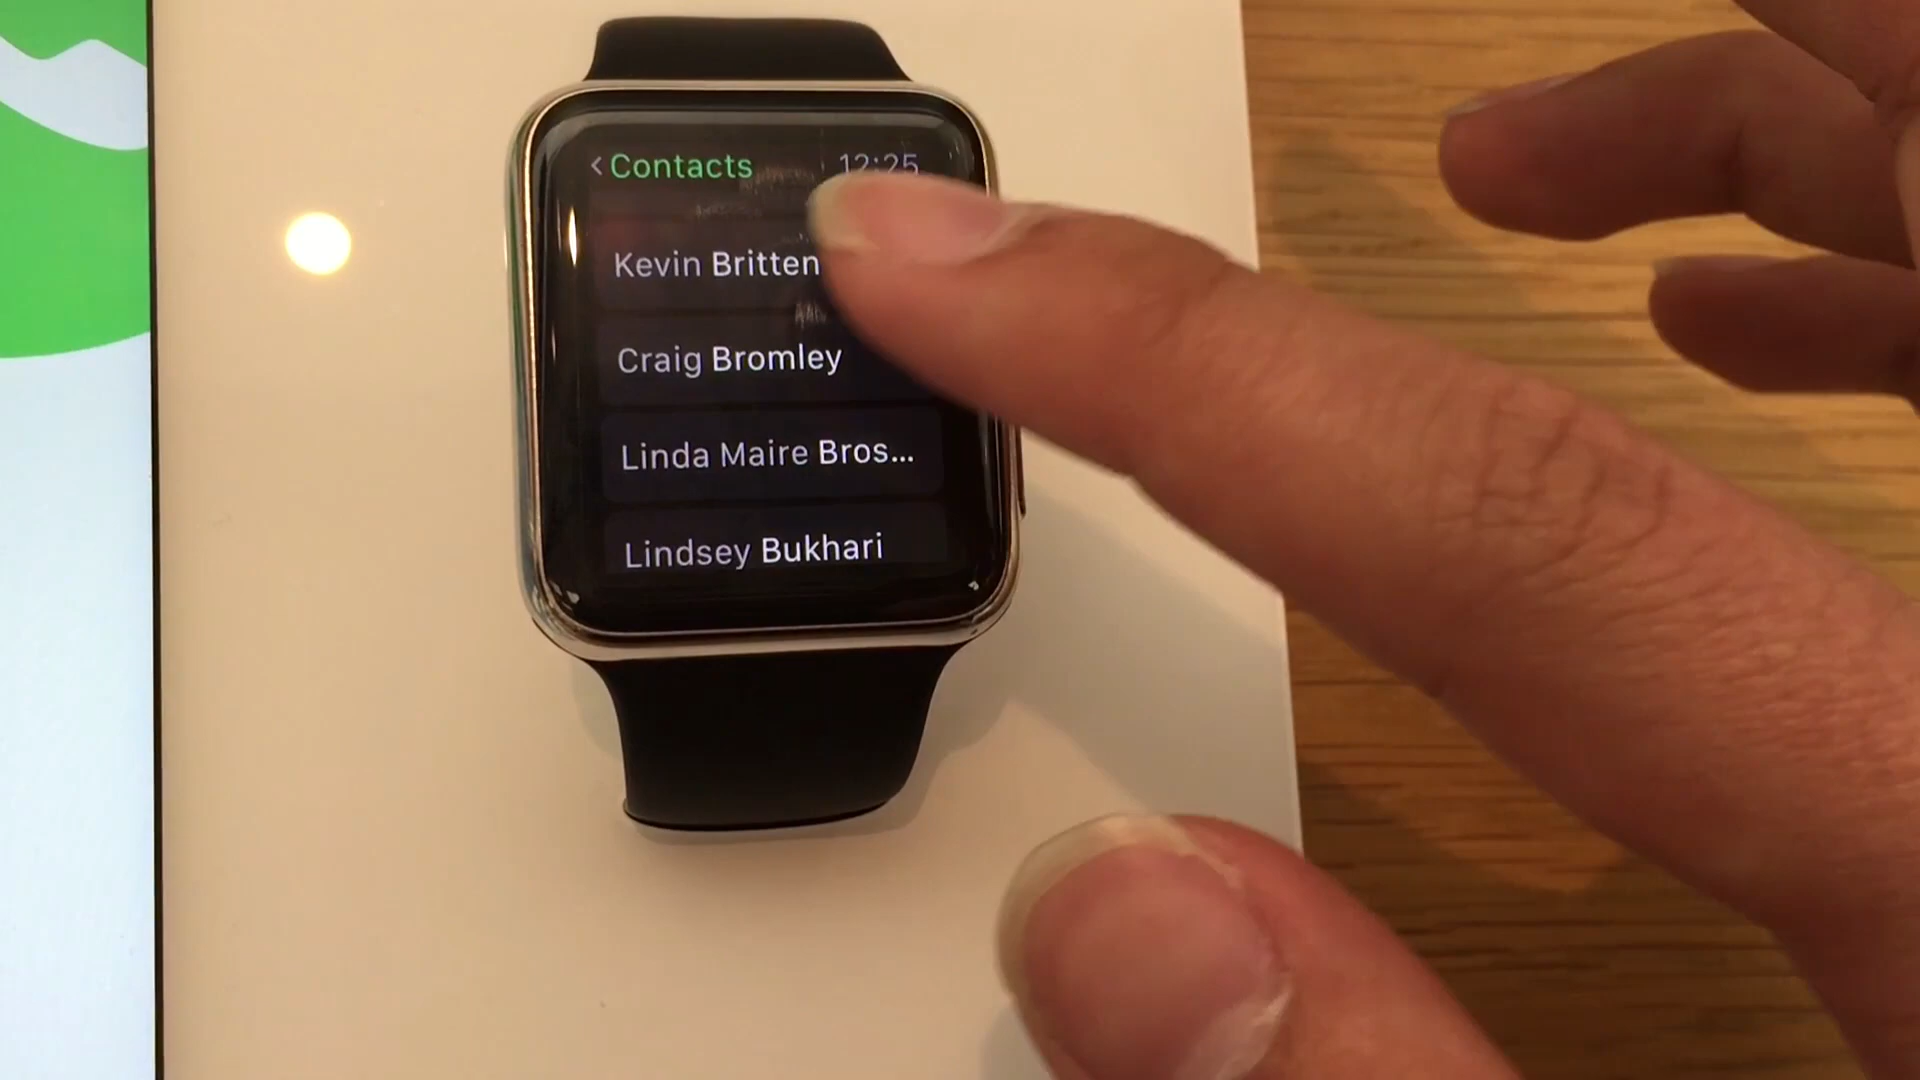 <Contacts 12:25
Kevin Britten
Craig Bromley
Linda Maire Bros...
Lindsey Bukhari